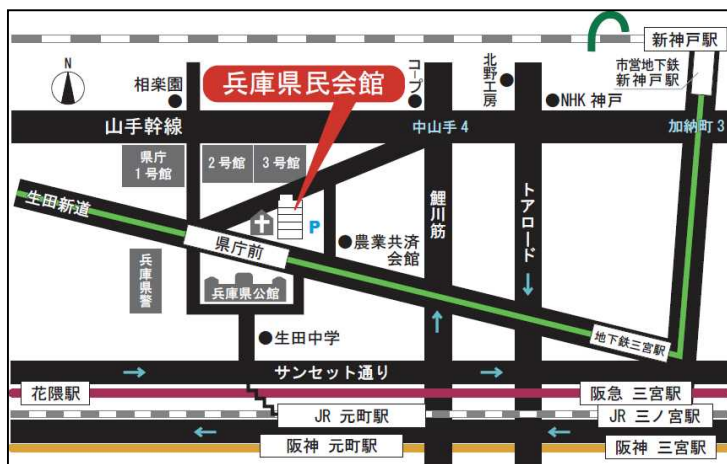 新神戸駅
N
相楽園
兵庫県民会館
コープ
北野工房
市営地下鉄
新神戸駅
NHK 神戸
山手幹線
中山手4
加納町3
県庁
1号館
2号館
3号館
生田新道
P
県庁前
農業共済
会館
鯉川筋
トアロード
兵庫県警
兵庫県公館
生田中学
地下鉄三宮駅
サンセット通り
花隈駅
阪急 三宮駅
JR 元町駅
JR 三ノ宮駅
阪神 元町駅
阪神 三宮駅